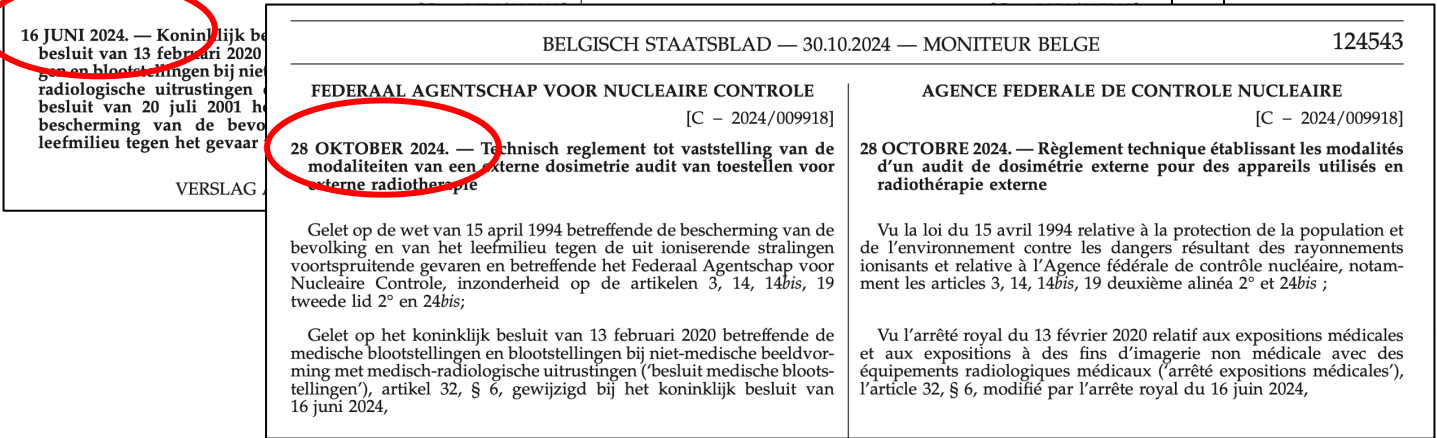 16 JUNI 2024. — Koninklijk be
besluit van 13 februari 2020
gen en blootstellingen bij niet
radiologische uitrustingen
besluit van 20 juli 2001 h
bescherming van de bevo
leefmilieu tegen het gevaar
VERSLAG
BELGISCH STAATSBLAD — 30.10.2024 — MONITEUR BELGE
124543
FEDERAAL AGENTSCHAP VOOR NUCLEAIRE CONTROLE
[C – 2024/009918]
28 OKTOBER 2024. — Technisch reglement tot vaststelling van de
modaliteiten van een externe dosimetrie audit van toestellen voor
externe radiotherapie
Gelet op de wet van 15 april 1994 betreffende de bescherming van de
bevolking en van het leefmilieu tegen de uit ioniserende stralingen
voortspruitende gevaren en betreffende het Federaal Agentschap voor
Nucleaire Controle, inzonderheid op de artikelen 3, 14, 14bis, 19
tweede lid 2° en 24bis;
Gelet op het koninklijk besluit van 13 februari 2020 betreffende de
medische blootstellingen en blootstellingen bij niet-medische beeldvor-
ming met medisch-radiologische uitrustingen ('besluit medische bloots-
tellingen'), artikel 32, § 6, gewijzigd bij het koninklijk besluit van
16 juni 2024,
AGENCE FEDERALE DE CONTROLE NUCLEAIRE
[C – 2024/009918]
28 OCTOBRE 2024. — Règlement technique établissant les modalités
d'un audit de dosimétrie externe pour des appareils utilisés en
radiothérapie externe
Vu la loi du 15 avril 1994 relative à la protection de la population et
de l'environnement contre les dangers résultant des rayonnements
ionisants et relative à l'Agence fédérale de contrôle nucléaire, notam-
ment les articles 3, 14, 14bis, 19 deuxième alinéa 2° et 24bis ;
Vu l'arrêté royal du 13 février 2020 relatif aux expositions médicales
et aux expositions à des fins d'imagerie non médicale avec des
équipements radiologiques médicaux ('arrêté expositions médicales'),
l'article 32, § 6, modifié par l'arrête royal du 16 juin 2024,